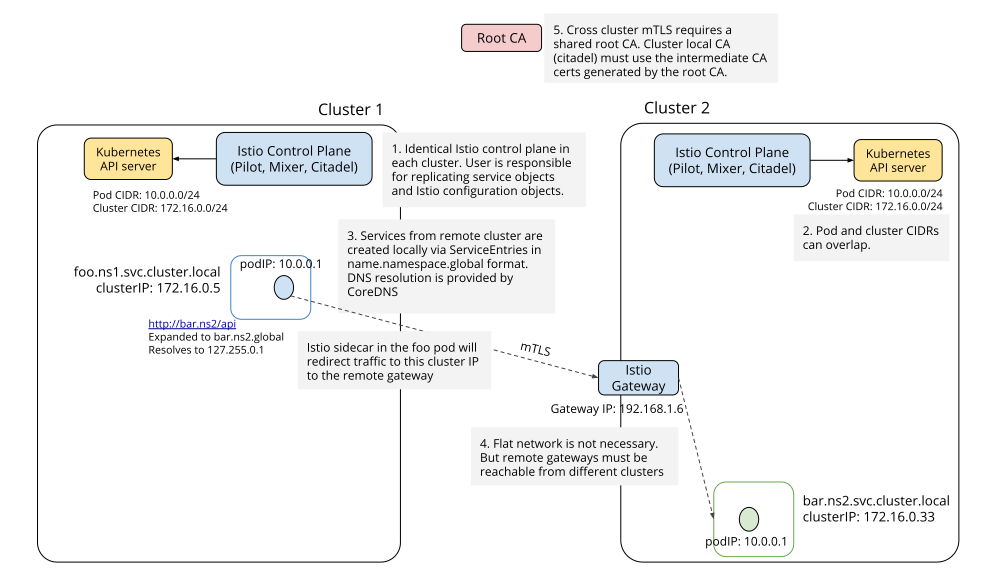 Root CA
5. Cross cluster mTLS requires a
shared root CA. Cluster local CA
(citadel) must use the intermediate CA
certs generated by the root CA.
Cluster 1
Cluster 2
Kubernetes
API server
Istio Control Plane
(Pilot, Mixer, Citadel)
Pod CIDR: 10.0.0.0/24
Cluster CIDR: 172.16.0.0/24
1. Identical Istio control plane in
each cluster. User is responsible
for replicating service objects
and Istio configuration objects.
Istio Control Plane
(Pilot, Mixer, Citadel)
Kubernetes
API server
Pod CIDR: 10.0.0.0/24
Cluster CIDR: 172.16.0.0/24
2. Pod and cluster CIDRs
can overlap.
3. Services from remote cluster are
created locally via ServiceEntries in
name.namespace.global format.
DNS resolution is provided by
CoreDNS
foo.ns1.svc.cluster.local
clusterIP: 172.16.0.5
podIP: 10.0.0.1
http://bar.ns2/api
Expanded to bar.ns2.global
Resolves to 127.255.0.1
Istio sidecar in the foo pod will
redirect traffic to this cluster IP
to the remote gateway
mTLS
Istio
Gateway
Gateway IP: 192.168.1.6
4. Flat network is not necessary.
But remote gateways must be
reachable from different clusters
bar.ns2.svc.cluster.local
clusterIP: 172.16.0.33
podIP: 10.0.0.1